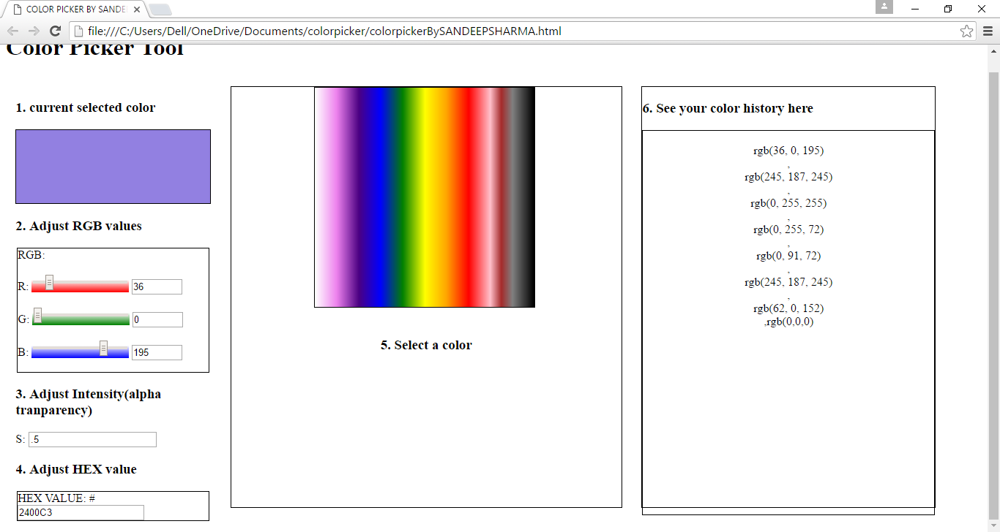 COLOR PICKER BY SANDE
file:///C:/Users/Dell/OneDrive/Documents/colorpicker/colorpickerBySANDEEPSHARMA.html
Color Picker Tool
1. current selected color
2. Adjust RGB values
RGB:
R: 36
G: 0
B: 195
3. Adjust Intensity(alpha
tranparency)
S: .5
4. Adjust HEX value
HEX VALUE: #
2400C3
5. Select a color
6. See your color history here
rgb(36, 0, 195)
,
rgb(245, 187, 245)
,
rgb(0, 255, 255)
,
rgb(0, 255, 72)
,
rgb(0, 91, 72)
,
rgb(245, 187, 245)
,
rgb(62, 0, 152)
,rgb(0,0,0)